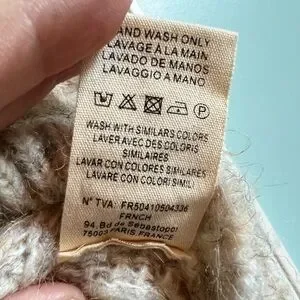 HAND WASH ONLY
LAVAGE À LA MAIN
LAVADO DE MANOS
LAVAGGIO A MANO
WASH WITH SIMILARS COLORS
LAVER AVEC DES COLORIS
SIMILAIRES
LAVAR CON COLORES SIMILARES
LAVARE CON COLORI SIMILI
N° TVA: FR50410504336
FRNCH
94, Bd de Sebastopol
75003 PARIS FRANCE